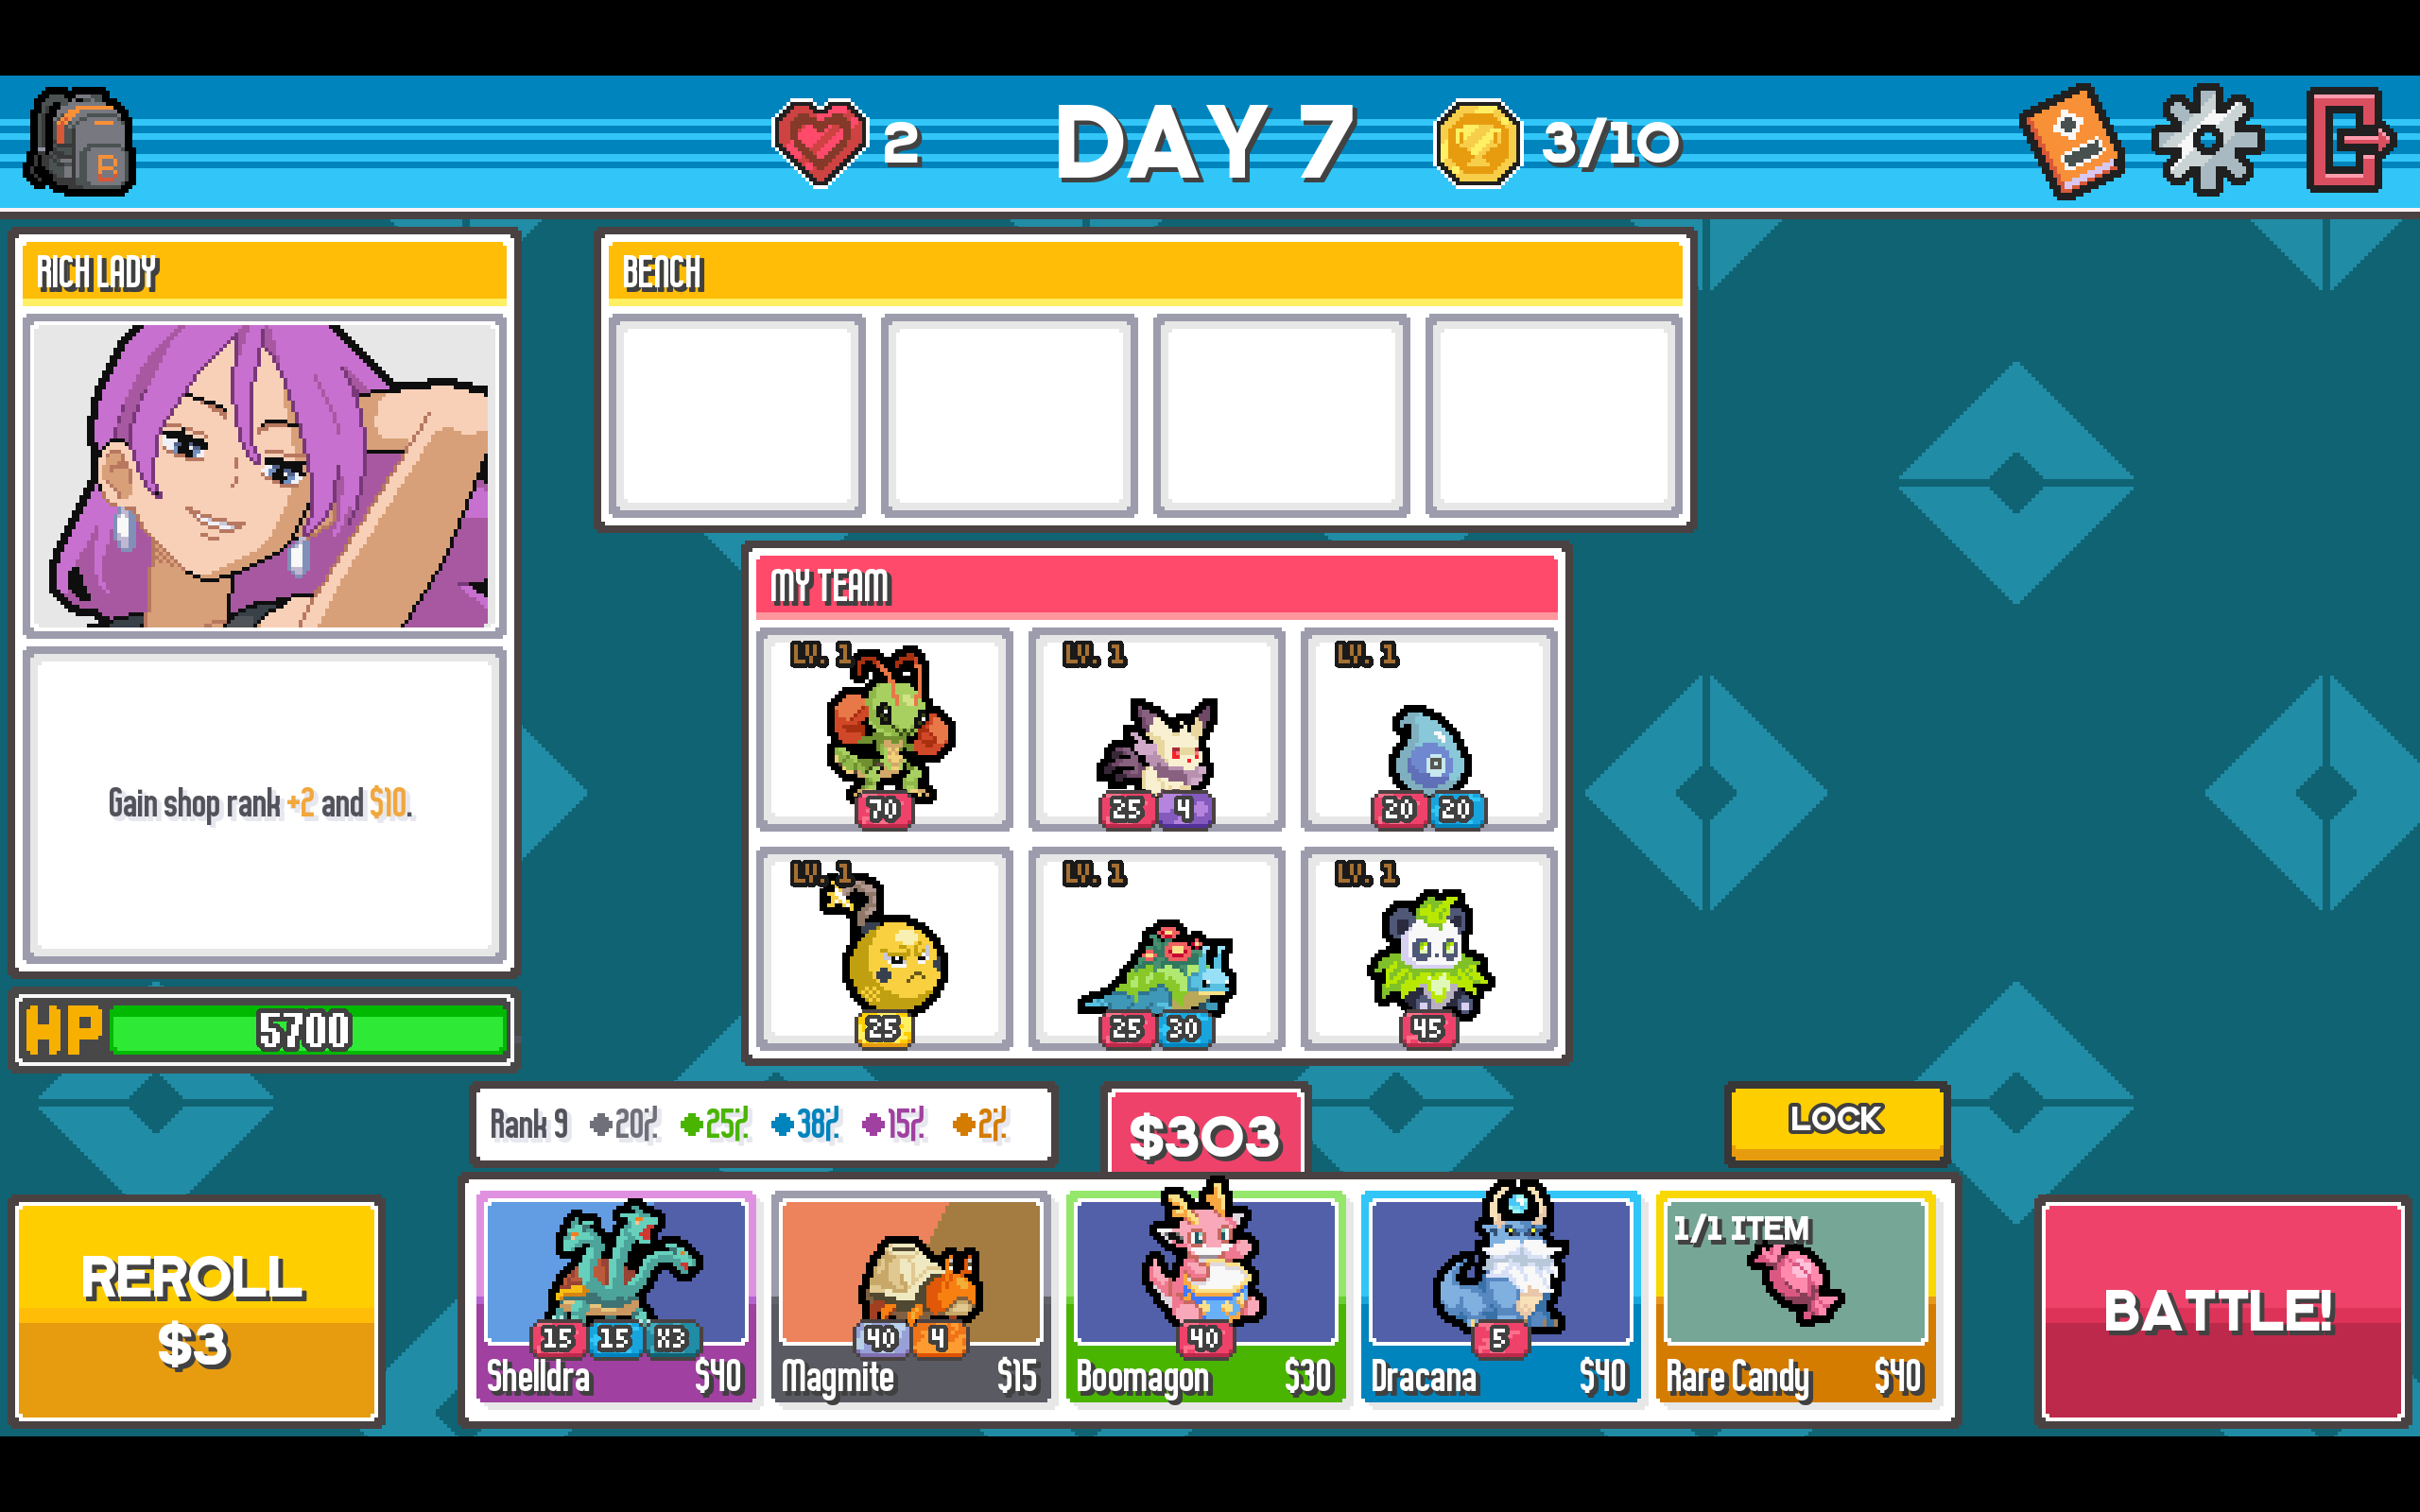 B
2
DAY 7
3/10
RICH LADY
BENCH
MY TEAM
LV. 1
LV. 1
LV. 1
70
25 4
20 20
LV. 1
LV. 1
LV. 1
25
25 30
45
Gain shop rank +2 and $10.
HP 5700
Rank 9 20% 25% 38% 15% 2%
$303
LOCK
REROLL
$3
15 15 X3
Shelldra $40
40 4
Magmite $15
40
Boomagon $30
5
Dracana $40
1/1 ITEM
Rare Candy $40
BATTLE!